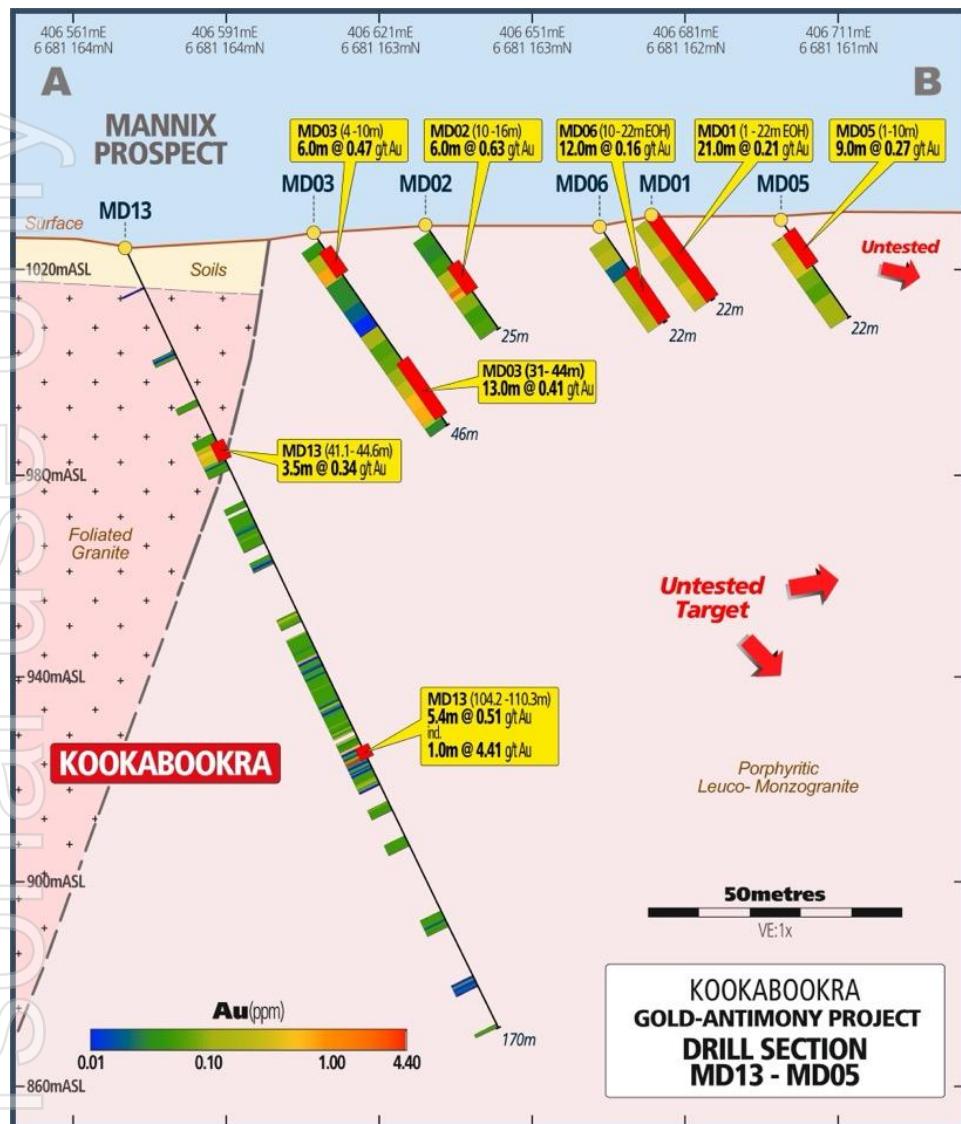 406 561mE
6 681 164mN
406 591mE
6 681 164mN
406 621mE
6 681 163mN
406 651mE
6 681 163mN
406 681mE
6 681 162mN
406 711mE
6 681 161mN
A
B
MANNIX
PROSPECT
MD03 (4 -10m)
6.0m @ 0.47 g/t Au
MD02 (10 -16m)
6.0m @ 0.63 g/t Au
MD06 (10-22m EOH)
12.0m @ 0.16 g/t Au
MD01 (1 - 22m EOH)
21.0m @ 0.21 g/t Au
MD05 (1-10m)
9.0m @ 0.27 g/t Au
MD13
MD03
MD02
MD06
MD01
MD05
Surface
Soils
Untested
1020mASL
22m
22m
22m
25m
MD03 (31- 44m)
13.0m @ 0.41 g/t Au
46m
MD13 (41.1- 44.6m)
3.5m @ 0.34 g/t Au
980mASL
Foliated
Granite
Untested
Target
940mASL
MD13 (104.2 -110.3m)
5.4m @ 0.51 g/t Au
ind.
1.0m @ 4.41 g/t Au
KOOKABOOKRA
Porphyritic
Leuco- Monzogranite
900mASL
50metres
VE:1x
Au(ppm)
0.01
0.10
1.00
4.40
170m
860mASL
KOOKABOOKRA
GOLD-ANTIMONY PROJECT
DRILL SECTION
MD13 - MD05